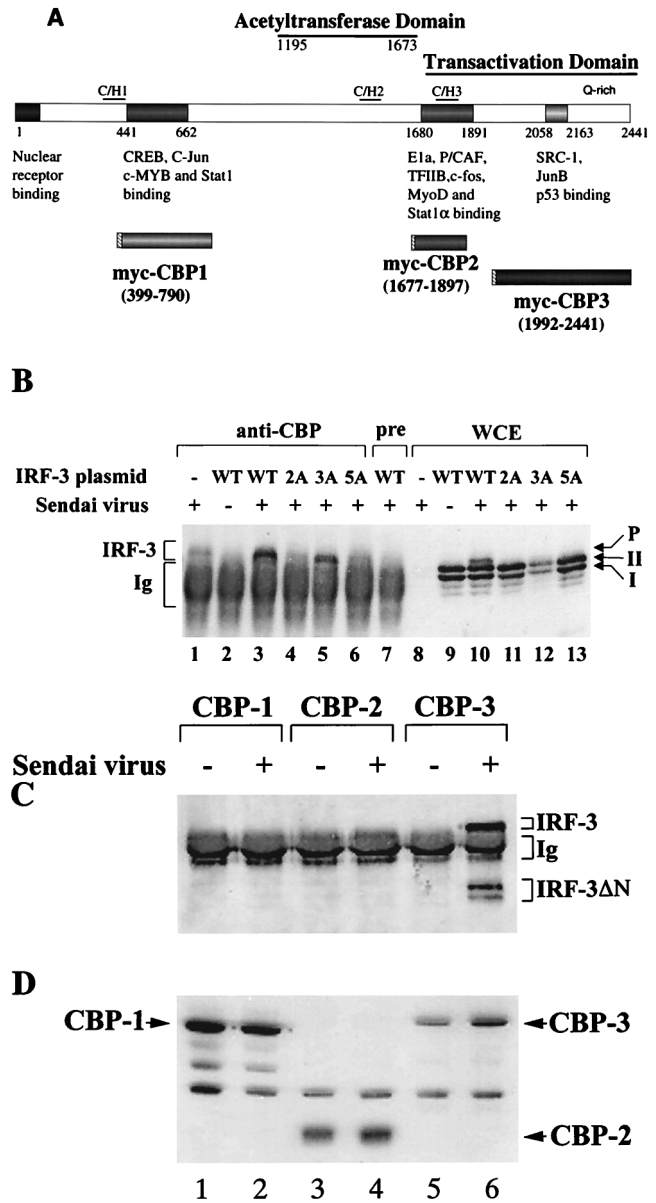 A
Acetyltransferase Domain
1195 1673
Transactivation Domain
C/H1 C/H2 C/H3 Q-rich
1 441 662 1680 1891 2058 2163 2441
Nuclear
receptor
binding
CREB, C-Jun
c-MYB and Stat1
binding
E1a, P/CAF,
TFIIB,c-fos,
MyoD and
Stat1α binding
SRC-1,
JunB
p53 binding
myc-CBP1
(399-790)
myc-CBP2
(1677-1897)
myc-CBP3
(1992-2441)
B
anti-CBP pre WCE
IRF-3 plasmid - WT WT 2A 3A 5A WT - WT WT 2A 3A 5A
Sendai virus + - + + + + + + - + + + +
IRF-3
Ig
P
II
I
1 2 3 4 5 6 7 8 9 10 11 12 13
CBP-1 CBP-2 CBP-3
Sendai virus - + - + - +
C
IRF-3
Ig
IRF-3ΔN
D
CBP-1
CBP-3
CBP-2
1 2 3 4 5 6